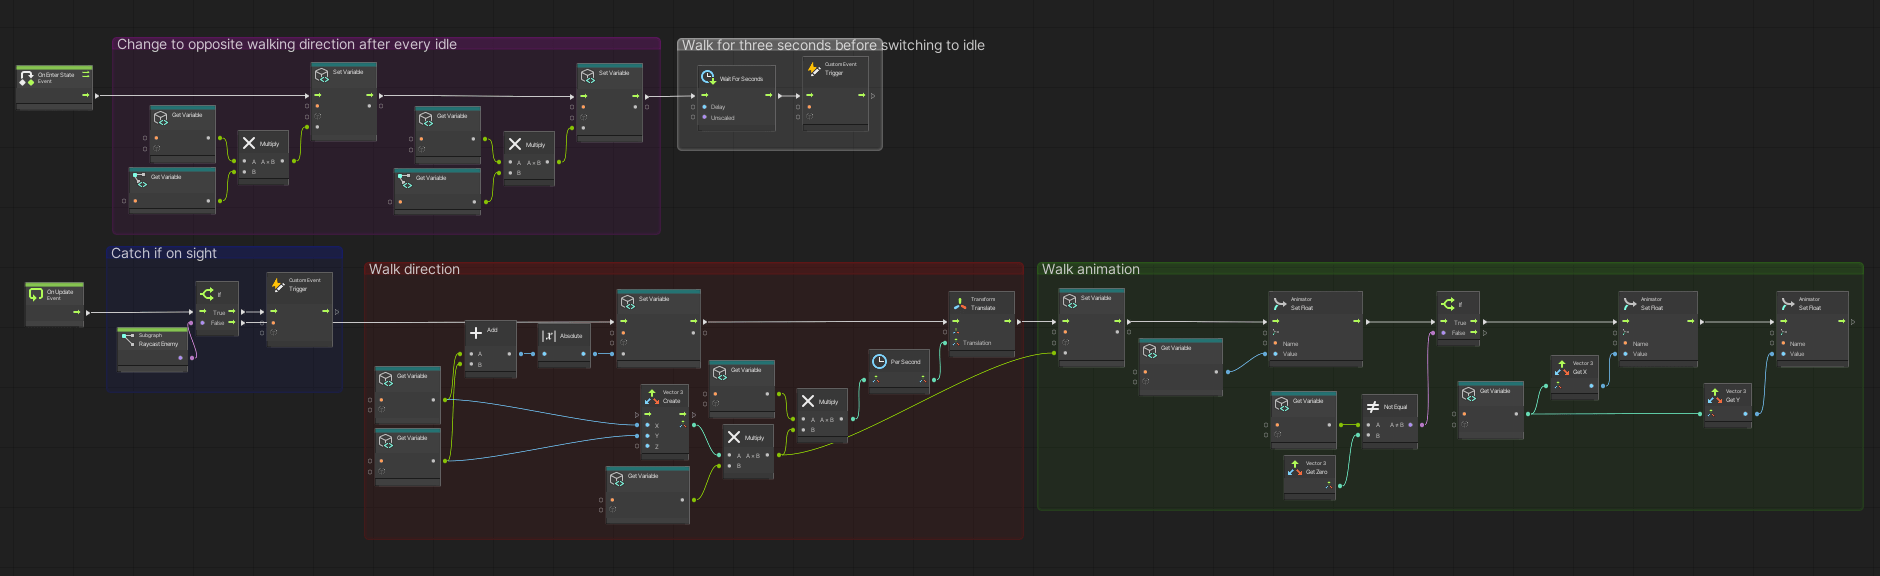 Change to opposite walking direction after every idle
Walk for three seconds before switching to idle
On Enter State
Event
Set Variable
Get Variable
Multiply
A A × B
B
Get Variable
Set Variable
Get Variable
Multiply
A A × B
B
Get Variable
Wait For Seconds
Delay
Unscaled
Custom Event
Trigger
Catch if on sight
On Update
Event
If
True
False
Subgraph
Raycast Enemy
Custom Event
Trigger
Walk direction
Get Variable
Get Variable
Add
A
B
Absolute
Set Variable
Vector 3
Create
X
Y
Z
Get Variable
Get Variable
Multiply
A A × B
B
Multiply
A A × B
B
Per Second
Transform
Translate
Translation
Walk animation
Set Variable
Get Variable
Animator
Set Float
Name
Value
Get Variable
Vector 3
Get Zero
Not Equal
A A ≠ B
B
If
True
False
Get Variable
Vector 3
Get X
Animator
Set Float
Name
Value
Vector 3
Get Y
Animator
Set Float
Name
Value